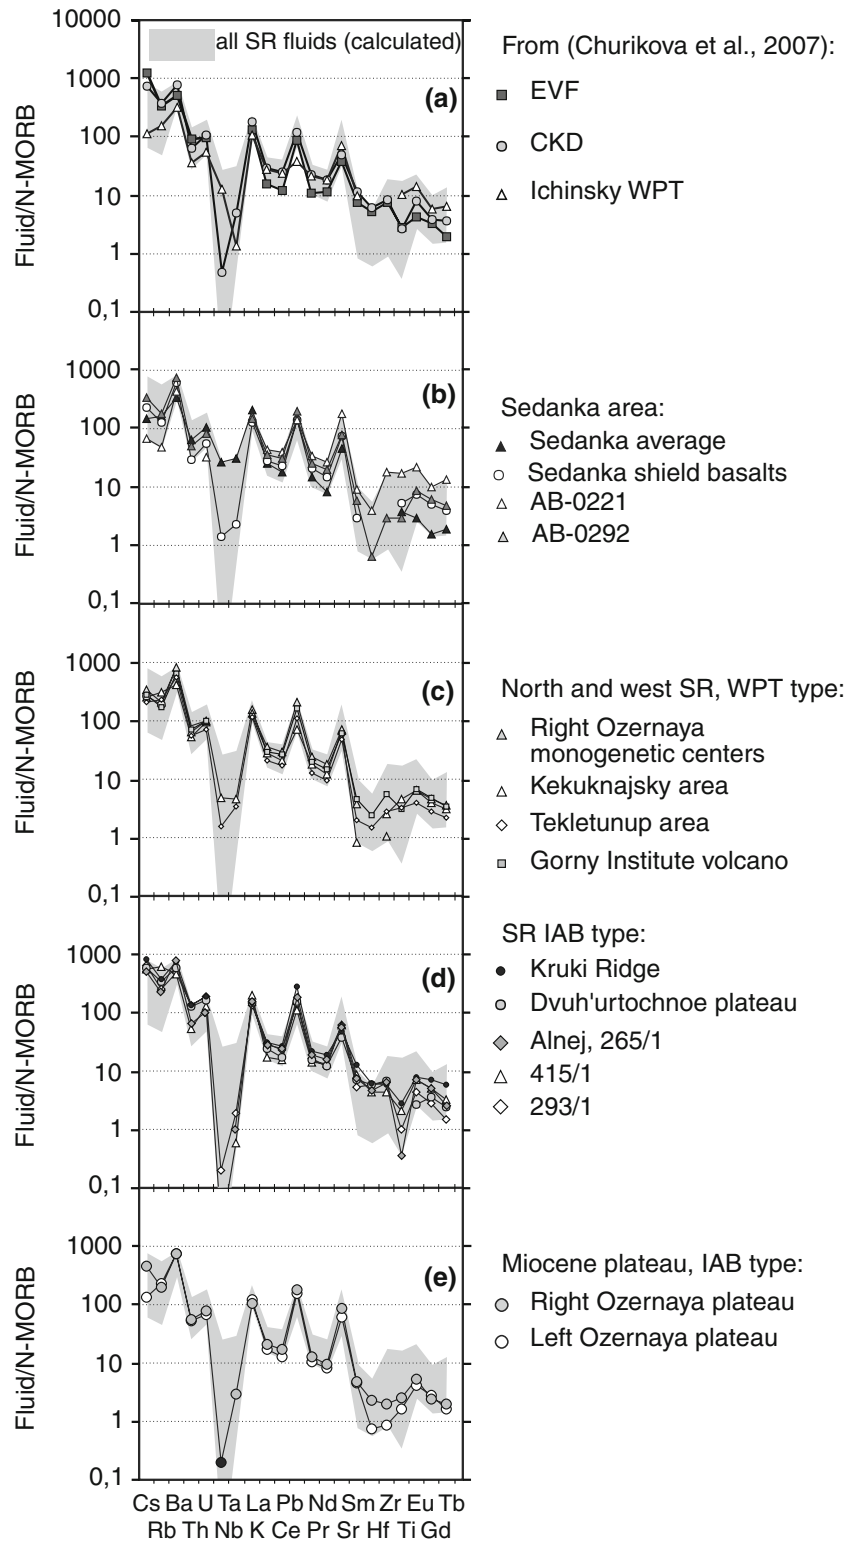 10000
1000
100
10
1
0,1
Fluid/N-MORB
all SR fluids (calculated)
(a)
From (Churikova et al., 2007):
EVF
CKD
Ichinsky WPT
1000
100
10
1
0,1
Fluid/N-MORB
(b)
Sedanka area:
Sedanka average
Sedanka shield basalts
AB-0221
AB-0292
1000
100
10
1
0,1
Fluid/N-MORB
(c)
North and west SR, WPT type:
Right Ozernaya
monogenetic centers
Kekuknajsky area
Tekletunup area
Gorny Institute volcano
1000
100
10
1
0,1
Fluid/N-MORB
(d)
SR IAB type:
Kruki Ridge
Dvuh'urtochnoe plateau
Alnej, 265/1
415/1
293/1
1000
100
10
1
0,1
Fluid/N-MORB
(e)
Miocene plateau, IAB type:
Right Ozernaya plateau
Left Ozernaya plateau
Cs Ba U Ta La Pb Nd Sm Zr Eu Tb
Rb Th Nb K Ce Pr Sr Hf Ti Gd